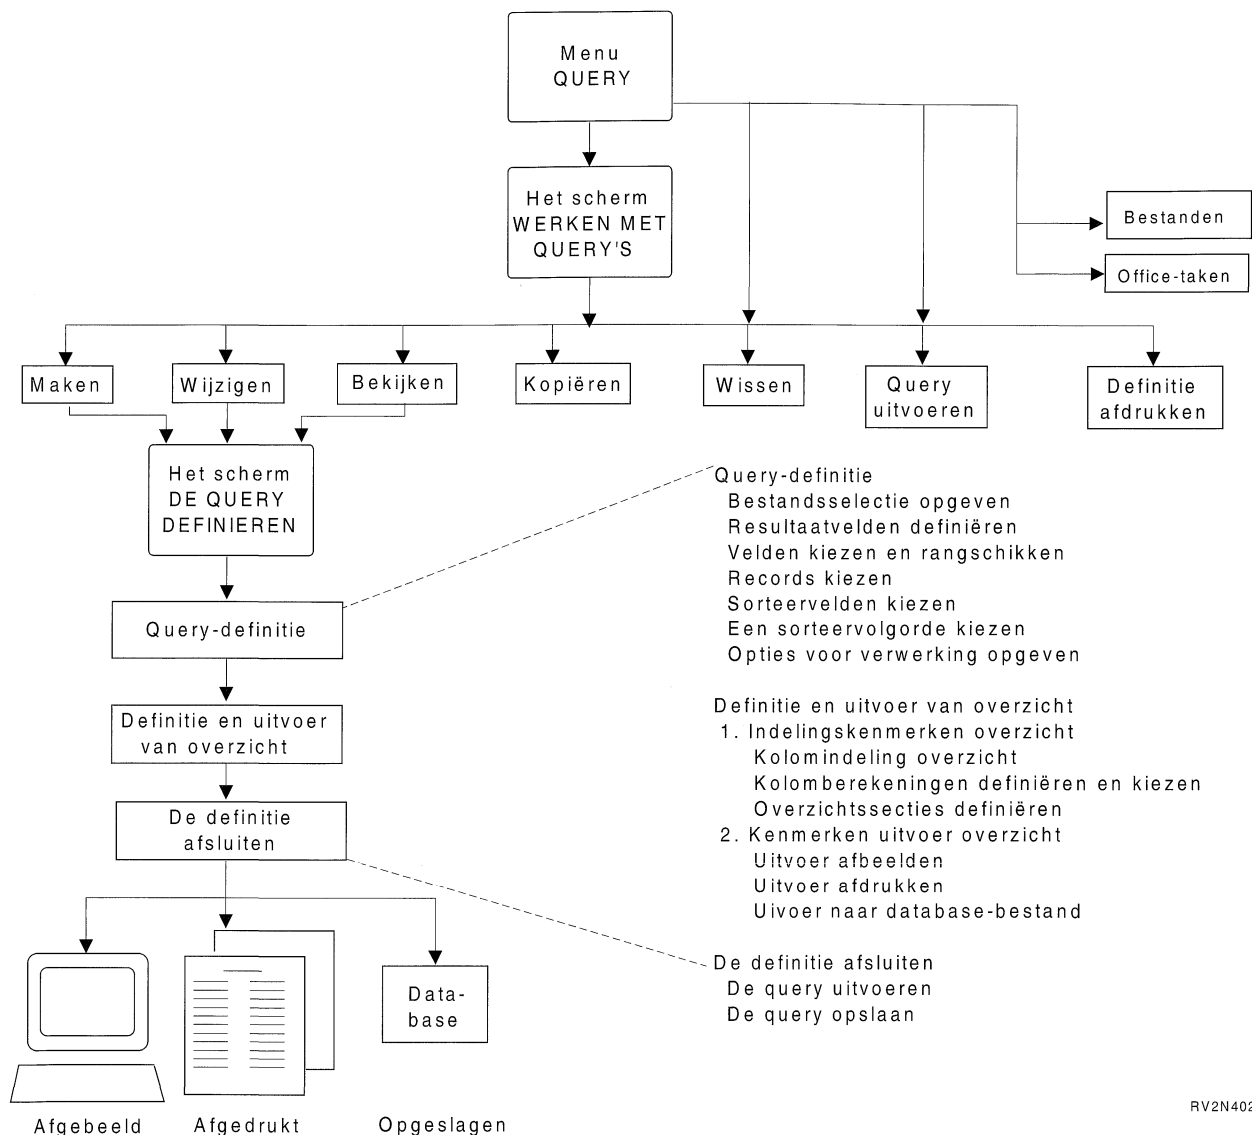 Menu
QUERY
Het scherm
WERKEN MET
QUERY'S
Bestanden
Office-taken
Maken
Wijzigen
Bekijken
Kopiëren
Wissen
Query
uitvoeren
Definitie
afdrukken
Het scherm
DE QUERY
DEFINIEREN
Query-definitie
Definitie en uitvoer
van overzicht
De definitie
afsluiten
Query-definitie
Bestandsselectie opgeven
Resultaatvelden definiëren
Velden kiezen en rangschikken
Records kiezen
Sorteervelden kiezen
Een sorteervolgorde kiezen
Opties voor verwerking opgeven
Definitie en uitvoer van overzicht
1. Indelingskenmerken overzicht
Kolomindeling overzicht
Kolomberekeningen definiëren en kiezen
Overzichtssecties definiëren
2. Kenmerken uitvoer overzicht
Uitvoer afbeelden
Uitvoer afdrukken
Uivoer naar database-bestand
De definitie afsluiten
De query uitvoeren
De query opslaan
Data-
base
Afgebeeld
Afgedrukt
Opgeslagen
RV2N402